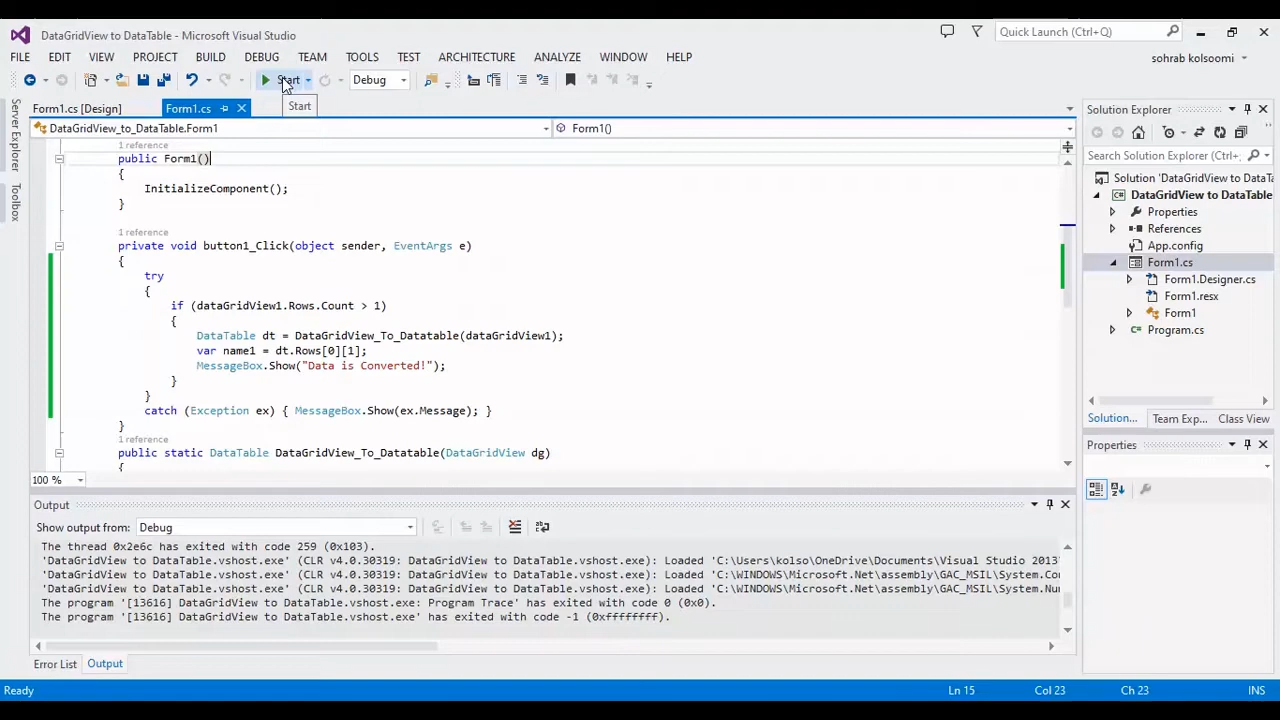 DataGridView to DataTable - Microsoft Visual Studio
Quick Launch (Ctrl+Q)
FILE EDIT VIEW PROJECT BUILD DEBUG TEAM TOOLS TEST ARCHITECTURE ANALYZE WINDOW HELP
sohrab kolsoomi
Start Debug
Start
Server Explorer
Toolbox
Form1.cs [Design] Form1.cs
DataGridView_to_DataTable.Form1 Form1()
1 reference
public Form1()
{
InitializeComponent();
}
1 reference
private void button1_Click(object sender, EventArgs e)
{
try
{
if (dataGridView1.Rows.Count > 1)
{
DataTable dt = DataGridView_To_Datatable(dataGridView1);
var name1 = dt.Rows[0][1];
MessageBox.Show("Data is Converted!");
}
}
catch (Exception ex) { MessageBox.Show(ex.Message); }
}
1 reference
public static DataTable DataGridView_To_Datatable(DataGridView dg)
{
100 %
Output
Show output from: Debug
The thread 0x2e6c has exited with code 259 (0x103).
'DataGridView to DataTable.vshost.exe' (CLR v4.0.30319: DataGridView to DataTable.vshost.exe): Loaded 'C:\Users\kolso\OneDrive\Documents\Visual Studio 2013'
'DataGridView to DataTable.vshost.exe' (CLR v4.0.30319: DataGridView to DataTable.vshost.exe): Loaded 'C:\WINDOWS\Microsoft.Net\assembly\GAC_MSIL\System.Co
'DataGridView to DataTable.vshost.exe' (CLR v4.0.30319: DataGridView to DataTable.vshost.exe): Loaded 'C:\WINDOWS\Microsoft.Net\assembly\GAC_MSIL\System.Nu
The program '[13616] DataGridView to DataTable.vshost.exe: Program Trace' has exited with code 0 (0x0).
The program '[13616] DataGridView to DataTable.vshost.exe' has exited with code -1 (0xffffffff).
Error List Output
Solution Explorer
Search Solution Explorer (Ctrl+;)
Solution 'DataGridView to DataTa
DataGridView to DataTable
Properties
References
App.config
Form1.cs
Form1.Designer.cs
Form1.resx
Form1
Program.cs
Solution... Team Exp... Class View
Properties
Ready Ln 15 Col 23 Ch 23 INS